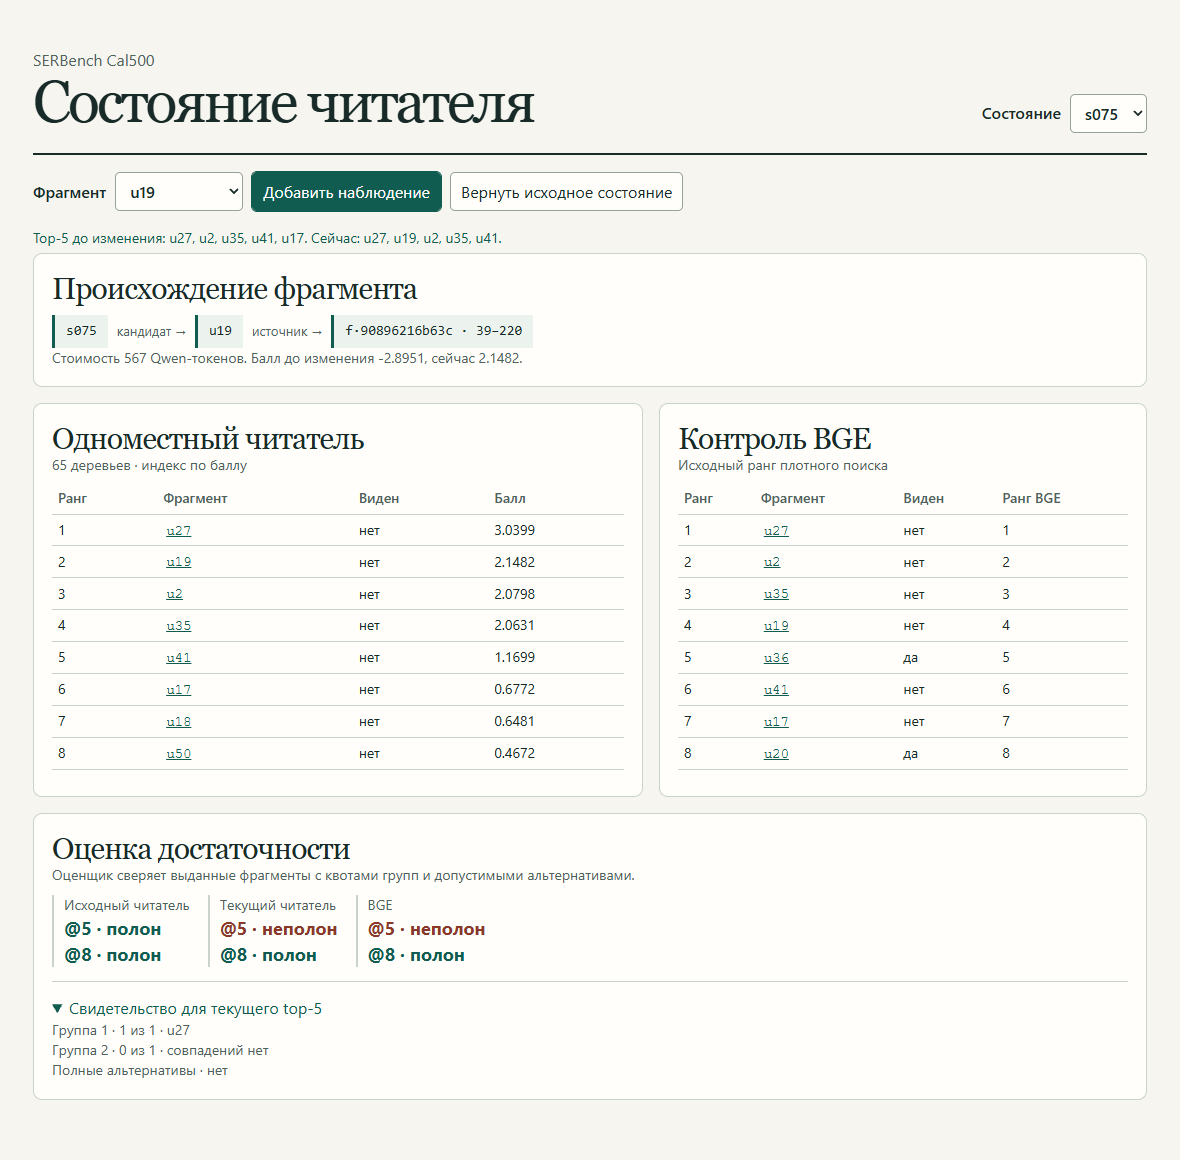 SERBench Cal500
Состояние читателя
Состояние s075
Фрагмент u19 Добавить наблюдение Вернуть исходное состояние
Top-5 до изменения: u27, u2, u35, u41, u17. Сейчас: u27, u19, u2, u35, u41.
Происхождение фрагмента
s075 кандидат → u19 источник → f·90896216b63c · 39–220
Стоимость 567 Qwen-токенов. Балл до изменения -2.8951, сейчас 2.1482.
Одноместный читатель
65 деревьев · индекс по баллу
Ранг Фрагмент Виден Балл
1 u27 нет 3.0399
2 u19 нет 2.1482
3 u2 нет 2.0798
4 u35 нет 2.0631
5 u41 нет 1.1699
6 u17 нет 0.6772
7 u18 нет 0.6481
8 u50 нет 0.4672
Контроль BGE
Исходный ранг плотного поиска
Ранг Фрагмент Виден Ранг BGE
1 u27 нет 1
2 u2 нет 2
3 u35 нет 3
4 u19 нет 4
5 u36 да 5
6 u41 нет 6
7 u17 нет 7
8 u20 да 8
Оценка достаточности
Оценщик сверяет выданные фрагменты с квотами групп и допустимыми альтернативами.
Исходный читатель
@5 · полон
@8 · полон
Текущий читатель
@5 · неполон
@8 · полон
BGE
@5 · неполон
@8 · полон
▼ Свидетельство для текущего top-5
Группа 1 · 1 из 1 · u27
Группа 2 · 0 из 1 · совпадений нет
Полные альтернативы · нет